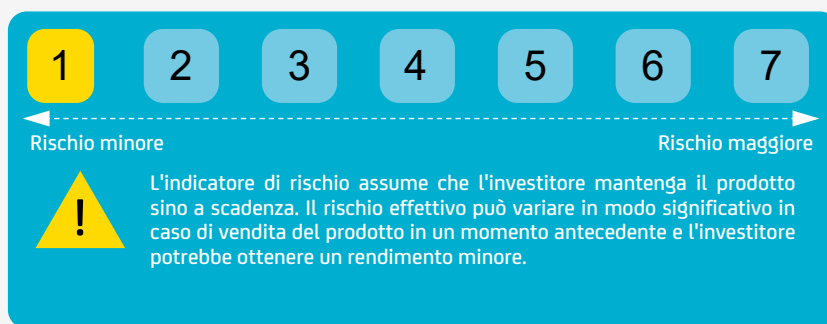 1 2 3 4 5 6 7
Rischio minore Rischio maggiore
L'indicatore di rischio assume che l'investitore mantenga il prodotto
sino a scadenza. Il rischio effettivo può variare in modo significativo in
caso di vendita del prodotto in un momento antecedente e l'investitore
potrebbe ottenere un rendimento minore.
!